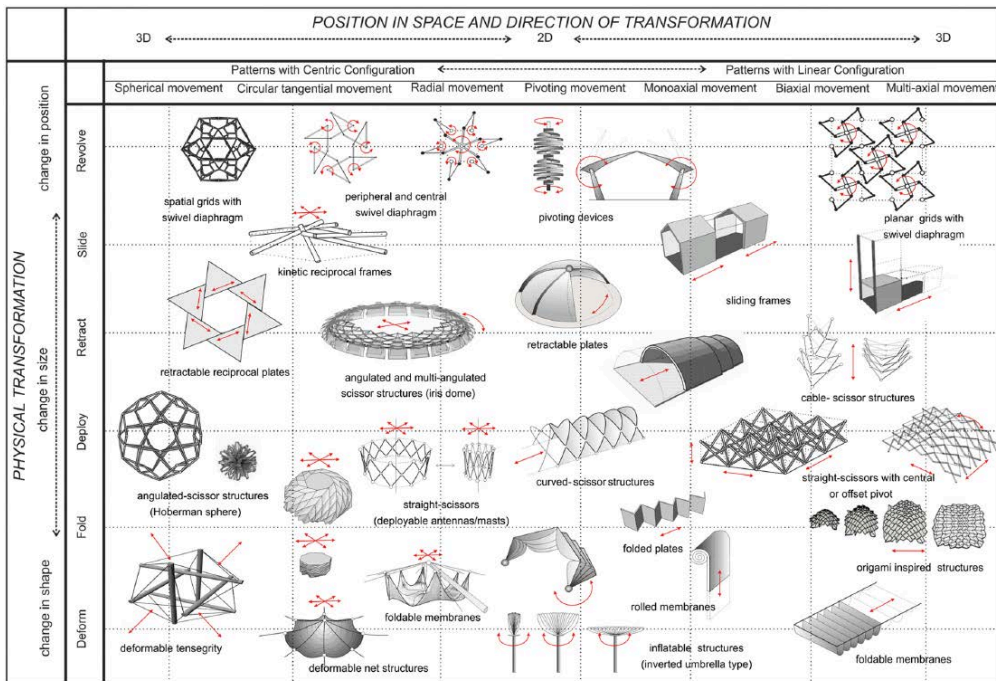 POSITION IN SPACE AND DIRECTION OF TRANSFORMATION
3D 2D 3D
Patterns with Centric Configuration Patterns with Linear Configuration
Spherical movement Circular tangential movement Radial movement Pivoting movement Monoaxial movement Biaxial movement Multi-axial movement
PHYSICAL TRANSFORMATION
change in position
change in size
change in shape
Revolve
Slide
Retract
Deploy
Fold
Deform
spatial grids with
swivel diaphragm
peripheral and central
swivel diaphragm
pivoting devices
planar grids with
swivel diaphragm
kinetic reciprocal frames
sliding frames
retractable reciprocal plates
angulated and multi-angulated
scissor structures (iris dome)
retractable plates
cable- scissor structures
angulated-scissor structures
(Hoberman sphere)
straight-scissors
(deployable antennas/masts)
curved-scissor structures
straight-scissors with central
or offset pivot
folded plates
origami inspired structures
deformable tensegrity
foldable membranes
rolled membranes
deformable net structures
inflatable structures
(inverted umbrella type)
foldable membranes